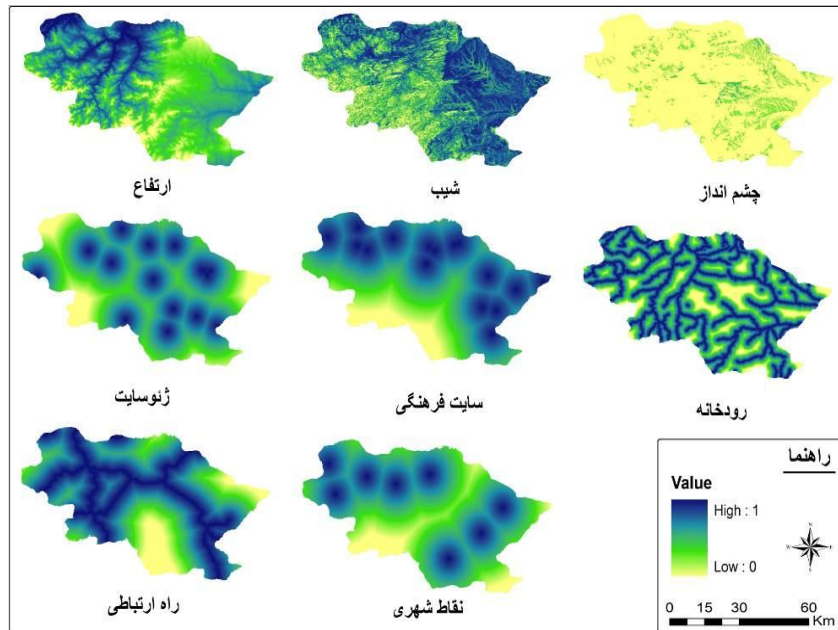 ارتفاع
شیب
چشم انداز
ژئوسایت
سایت فرهنگی
رودخانه
راه ارتباطی
نقاط شهری
راهنما
Value
High : 1
Low : 0
N
W
E
S
0 15 30 60
Km